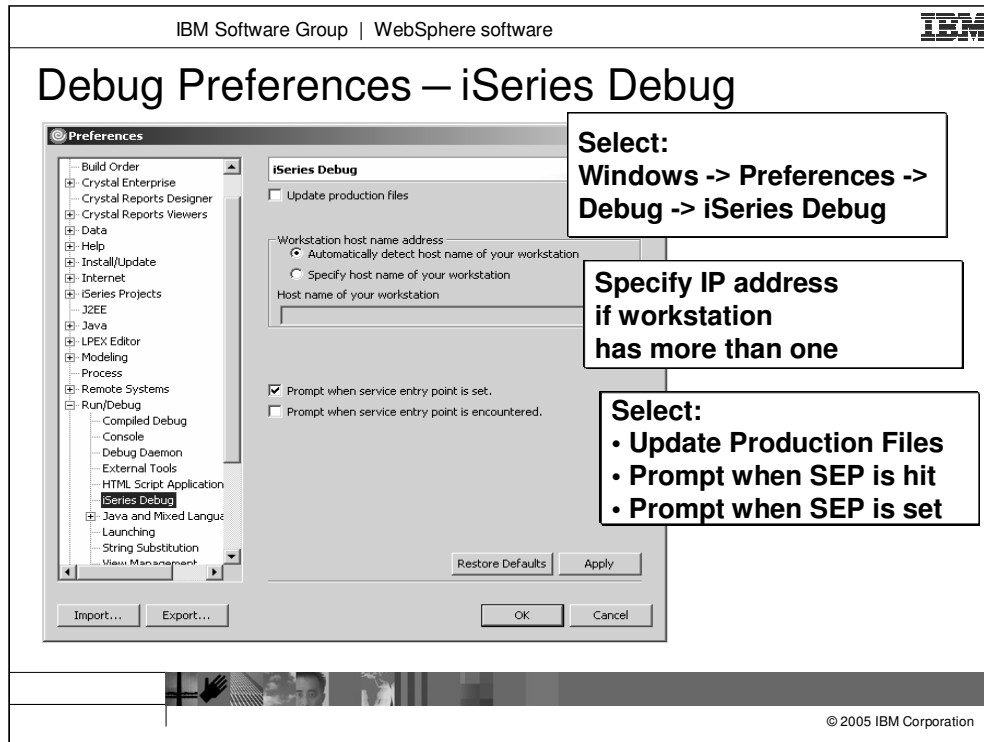 IBM Software Group | WebSphere software
IBM
Debug Preferences – iSeries Debug
Preferences
Build Order
Crystal Enterprise
Crystal Reports Designer
Crystal Reports Viewers
Data
Help
Install/Update
Internet
iSeries Projects
J2EE
Java
LPEX Editor
Modeling
Process
Remote Systems
Run/Debug
Compiled Debug
Console
Debug Daemon
External Tools
HTML Script Application
iSeries Debug
Java and Mixed Langua
Launching
String Substitution
View Management
Import...
Export...
iSeries Debug
Update production files
Workstation host name address
Automatically detect host name of your workstation
Specify host name of your workstation
Host name of your workstation
Prompt when service entry point is set.
Prompt when service entry point is encountered.
Restore Defaults
Apply
OK
Cancel
Select:
Windows -> Preferences ->
Debug -> iSeries Debug
Specify IP address
if workstation
has more than one
Select:
• Update Production Files
• Prompt when SEP is hit
• Prompt when SEP is set
© 2005 IBM Corporation